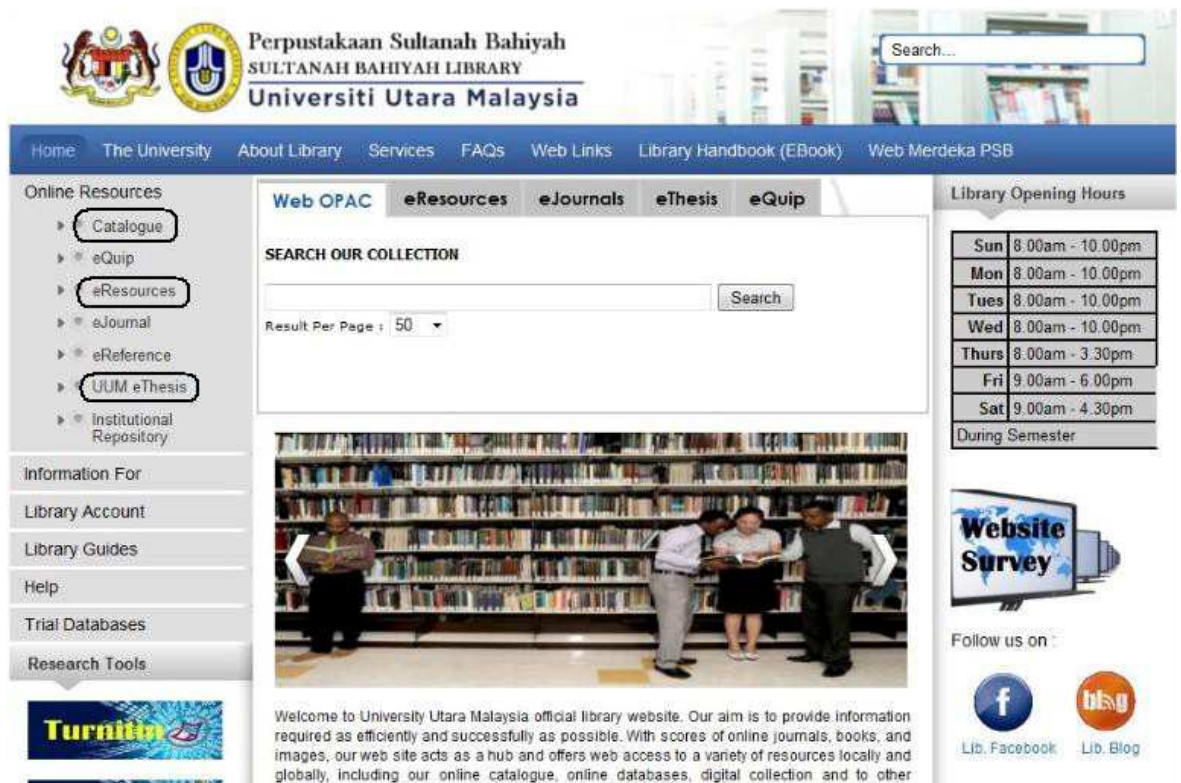 Perpustakaan Sultanah Bahiyah
SULTANAH BAHIYAH LIBRARY
Universiti Utara Malaysia
Search...
Home The University About Library Services FAQs Web Links Library Handbook (EBook) Web Merdeka PSB
Online Resources
Catalogue
eQuip
eResources
eJournal
eReference
UUM eThesis
Institutional
Repository
Information For
Library Account
Library Guides
Help
Trial Databases
Research Tools
Turnitin
Web OPAC eResources eJournals eThesis eQuip
SEARCH OUR COLLECTION
Search
Result Per Page : 50
Welcome to University Utara Malaysia official library website. Our aim is to provide information
required as efficiently and successfully as possible. With scores of online journals, books, and
images, our web site acts as a hub and offers web access to a variety of resources locally and
globally, including our online catalogue, online databases, digital collection and to other
Library Opening Hours
Sun 8.00am - 10.00pm
Mon 8.00am - 10.00pm
Tues 8.00am - 10.00pm
Wed 8.00am - 10.00pm
Thurs 8.00am - 3.30pm
Fri 9.00am - 6.00pm
Sat 9.00am - 4.30pm
During Semester
Website
Survey
Follow us on :
f
blog
Lib. Facebook Lib. Blog